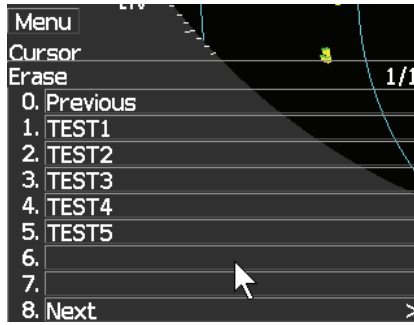 Menu
Cursor
Erase 1/1
0. Previous
1. TEST1
2. TEST2
3. TEST3
4. TEST4
5. TEST5
6.
7.
8. Next >